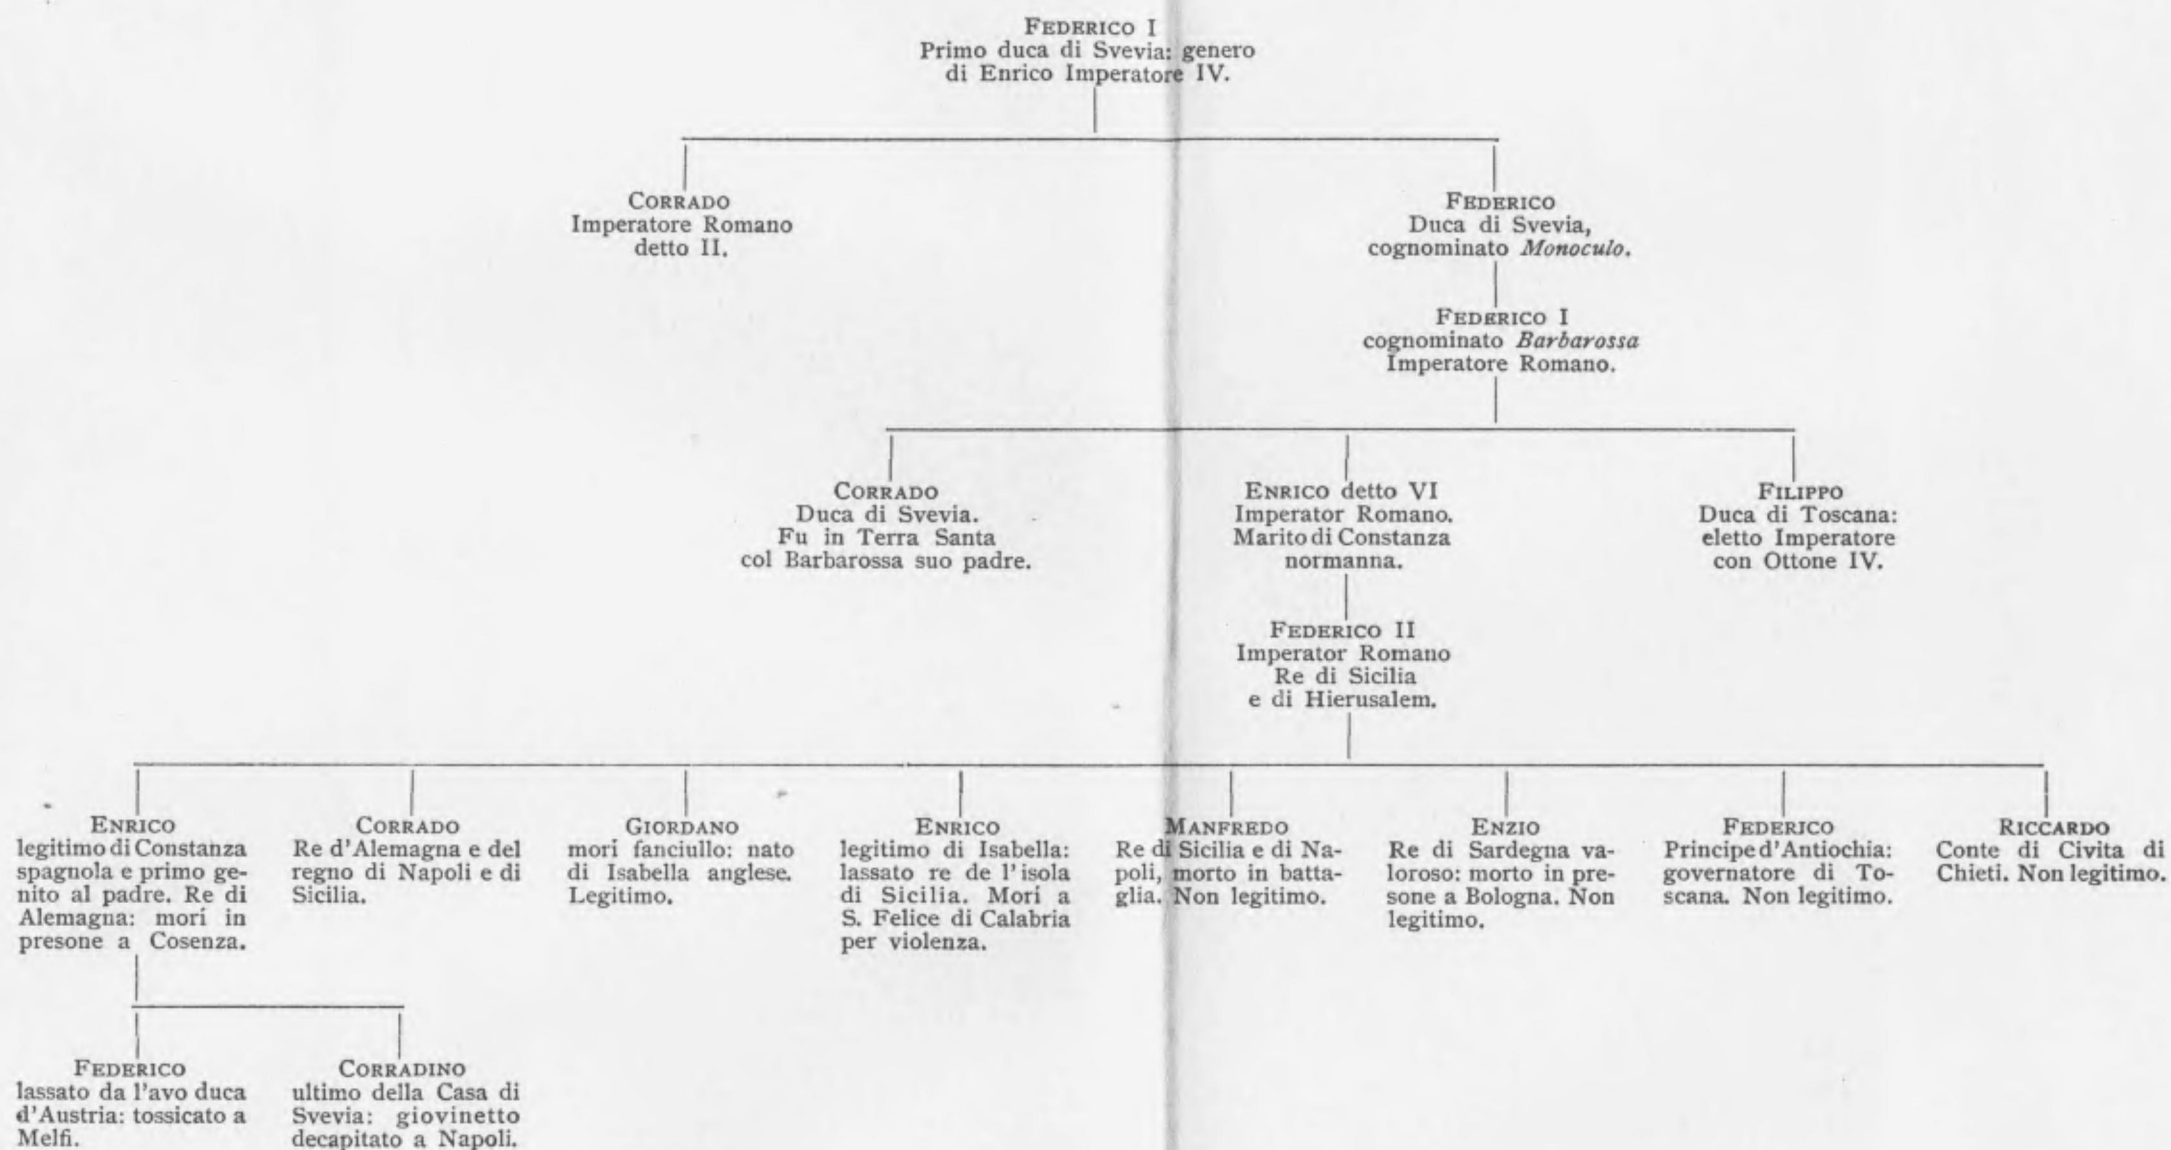 FEDERICO I
Primo duca di Svevia: genero
di Enrico Imperatore IV.
CORRADO
Imperatore Romano
detto II.
FEDERICO
Duca di Svevia,
cognominato Monoculo.
FEDERICO I
cognominato Barbarossa
Imperatore Romano.
CORRADO
Duca di Svevia.
Fu in Terra Santa
col Barbarossa suo padre.
ENRICO detto VI
Imperator Romano.
Marito di Constanza
normanna.
FILIPPO
Duca di Toscana:
eletto Imperatore
con Ottone IV.
FEDERICO II
Imperator Romano
Re di Sicilia
e di Hierusalem.
ENRICO
legitimo di Constanza
spagnola e primo ge-
nito al padre. Re di
Alemagna: mori in
presone a Cosenza.
CORRADO
Re d'Alemagna e del
regno di Napoli e di
Sicilia.
GIORDANO
mori fanciullo: nato
di Isabella anglese.
Legitimo.
ENRICO
legitimo di Isabella:
lassato re de l'isola
di Sicilia. Mori a
S. Felice di Calabria
per violenza.
MANFREDO
Re di Sicilia e di Na-
poli, morto in batta-
glia. Non legitimo.
ENZIO
Re di Sardegna va-
loroso: morto in pre-
sone a Bologna. Non
legitimo.
FEDERICO
Principe d'Antiochia:
governatore di To-
scana. Non legitimo.
RICCARDO
Conte di Civita di
Chieti. Non legitimo.
FEDERICO
lassato da l'avo duca
d'Austria: tossicato a
Melfi.
CORRADINO
ultimo della Casa di
Svevia: giovinetto
decapitato a Napoli.